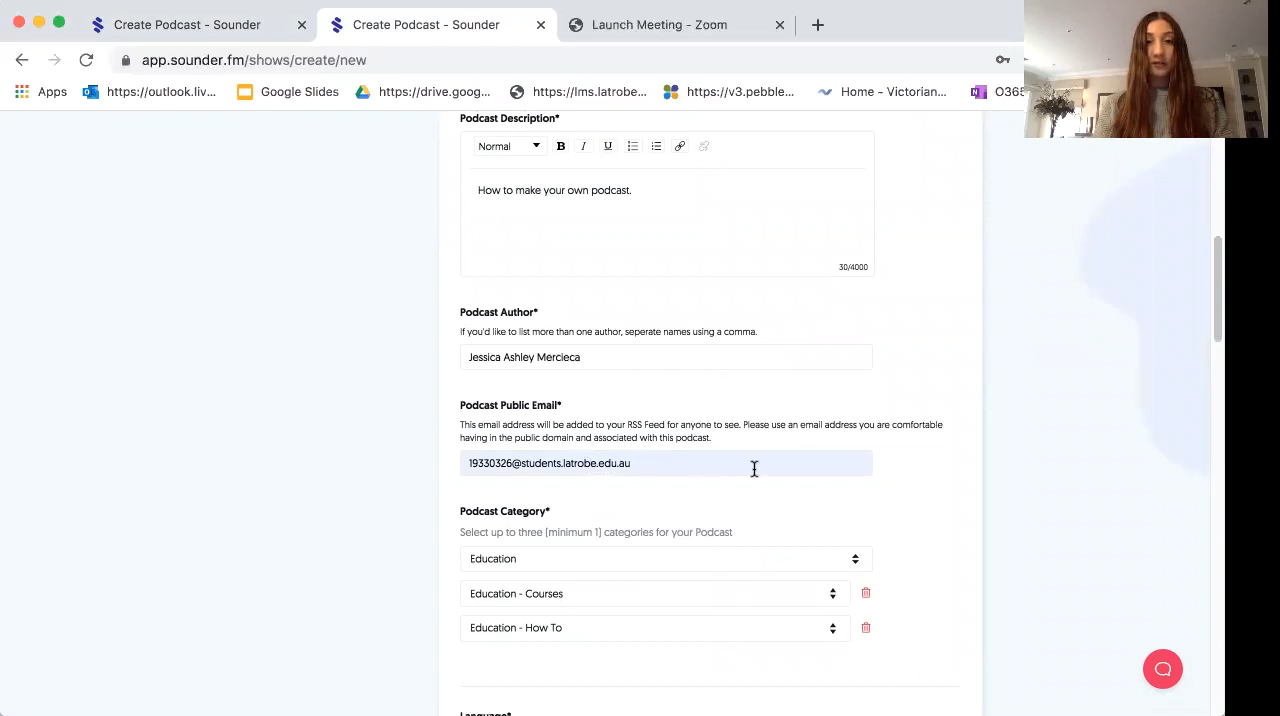 Create Podcast - Sounder
Create Podcast - Sounder
Launch Meeting - Zoom
app.sounder.fm/shows/create/new
Apps
https://outlook.liv...
Google Slides
https://drive.goog...
https://lms.latrobe...
https://v3.pebble...
Home - Victorian...
O365
Podcast Description*
Normal
B I U
How to make your own podcast.
30/4000
Podcast Author*
If you'd like to list more than one author, seperate names using a comma.
Jessica Ashley Mercieca
Podcast Public Email*
This email address will be added to your RSS Feed for anyone to see. Please use an email address you are comfortable
having in the public domain and associated with this podcast.
19330326@students.latrobe.edu.au
Podcast Category*
Select up to three (minimum 1) categories for your Podcast
Education
Education - Courses
Education - How To
Language*